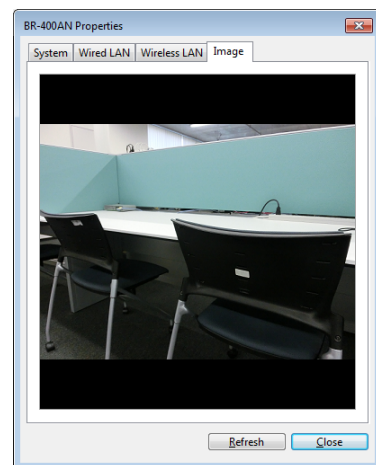 BR-400AN Properties
System Wired LAN Wireless LAN Image
Refresh Close